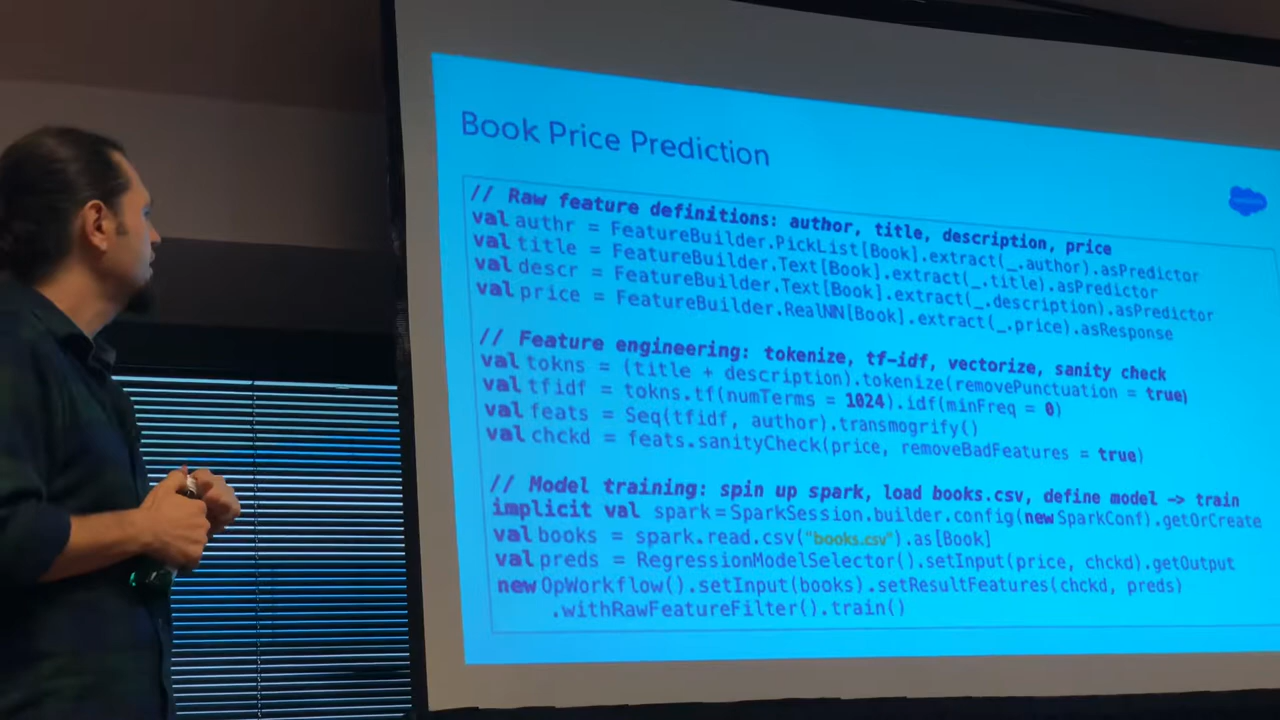 Book Price Prediction
// Raw feature definitions: author, title, description, price
val authr = FeatureBuilder.PickList[Book].extract(_.author).asPredictor
val title = FeatureBuilder.Text[Book].extract(_.title).asPredictor
val descr = FeatureBuilder.Text[Book].extract(_.description).asPredictor
val price = FeatureBuilder.RealNN[Book].extract(_.price).asResponse
// Feature engineering: tokenize, tf-idf, vectorize, sanity check
val tokns = (title + description).tokenize(removePunctuation = true)
val tfidf = tokns.tf(numTerms = 1024).idf(minFreq = 0)
val feats = Seq(tfidf, author).transmogrify()
val chckd = feats.sanityCheck(price, removeBadFeatures = true)
// Model training: spin up spark, load books.csv, define model -> train
implicit val spark = SparkSession.builder.config(new SparkConf).getOrCreate
val books = spark.read.csv("books.csv").as[Book]
val preds = RegressionModelSelector().setInput(price, chckd).getOutput
new OpWorkflow().setInput(books).setResultFeatures(chckd, preds)
.withRawFeatureFilter().train()